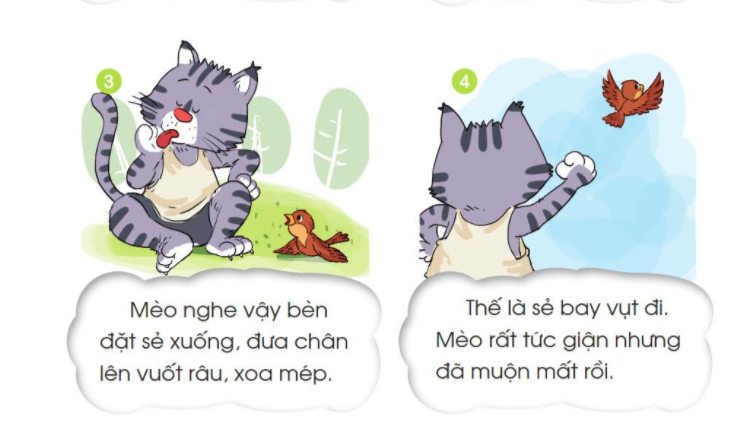 3
Mèo nghe vậy bèn
đặt sẻ xuống, đưa chân
lên vuốt râu, xoa mép.
4
Thế là sẻ bay vụt đi.
Mèo rất tức giận nhưng
đã muộn mất rồi.